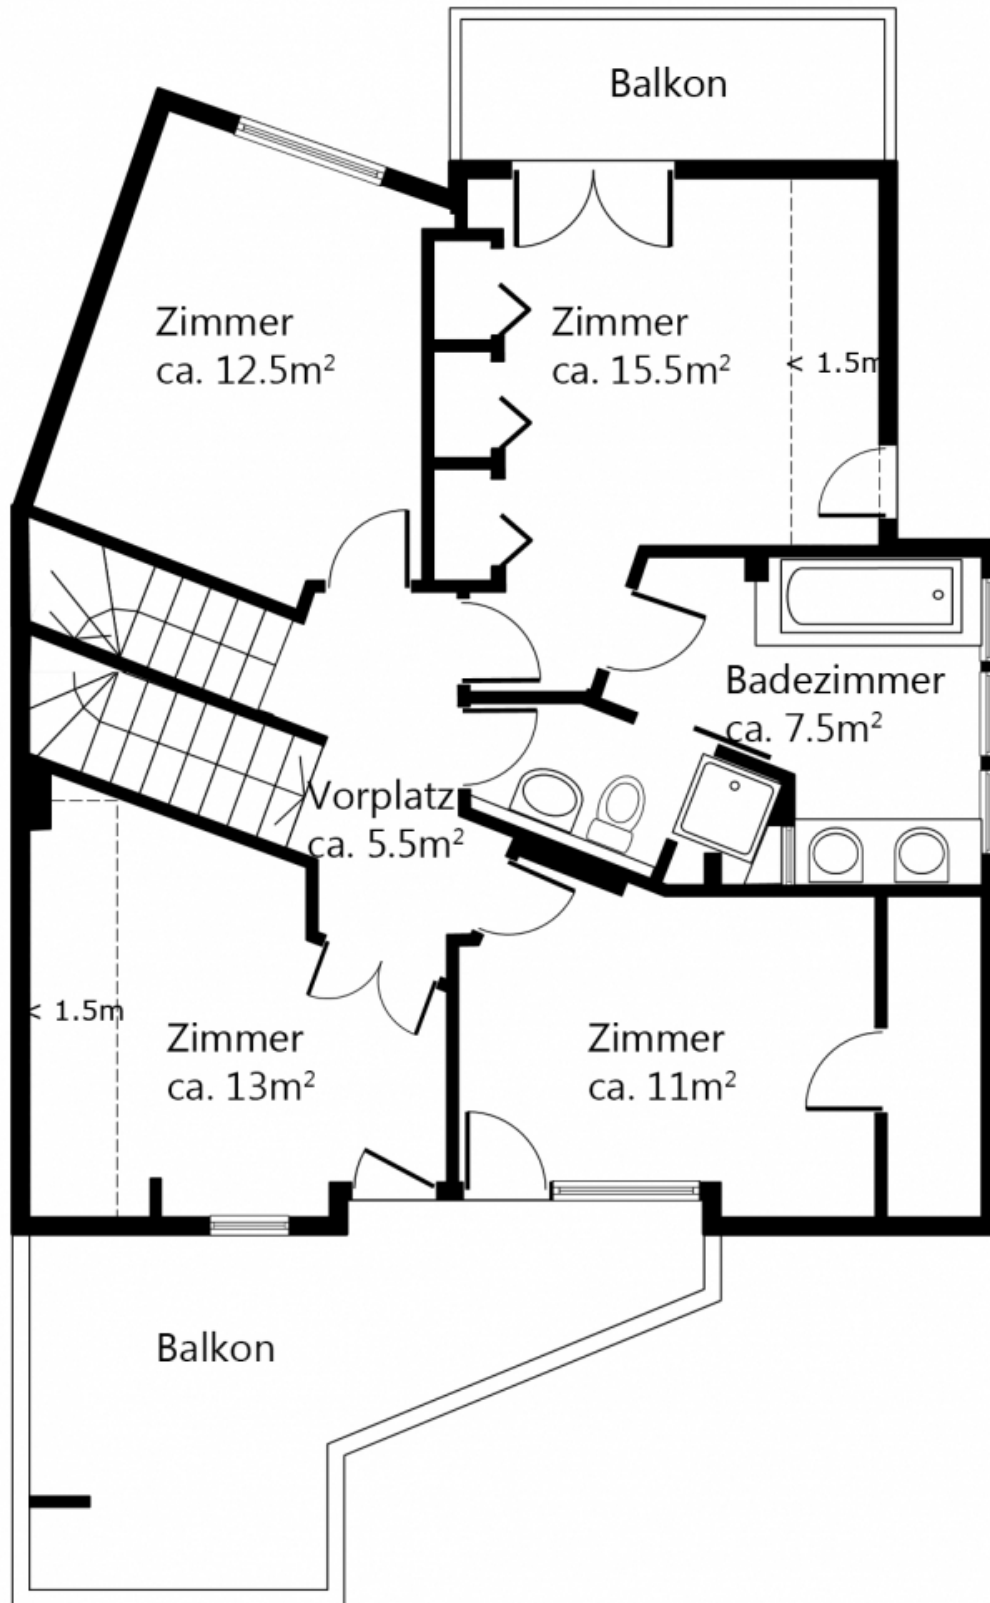 Balkon
Zimmer
ca. 12.5m²
Zimmer
ca. 15.5m²
< 1.5m
Badezimmer
ca. 7.5m²
Vorplatz
ca. 5.5m²
< 1.5m
Zimmer
ca. 13m²
Zimmer
ca. 11m²
Balkon